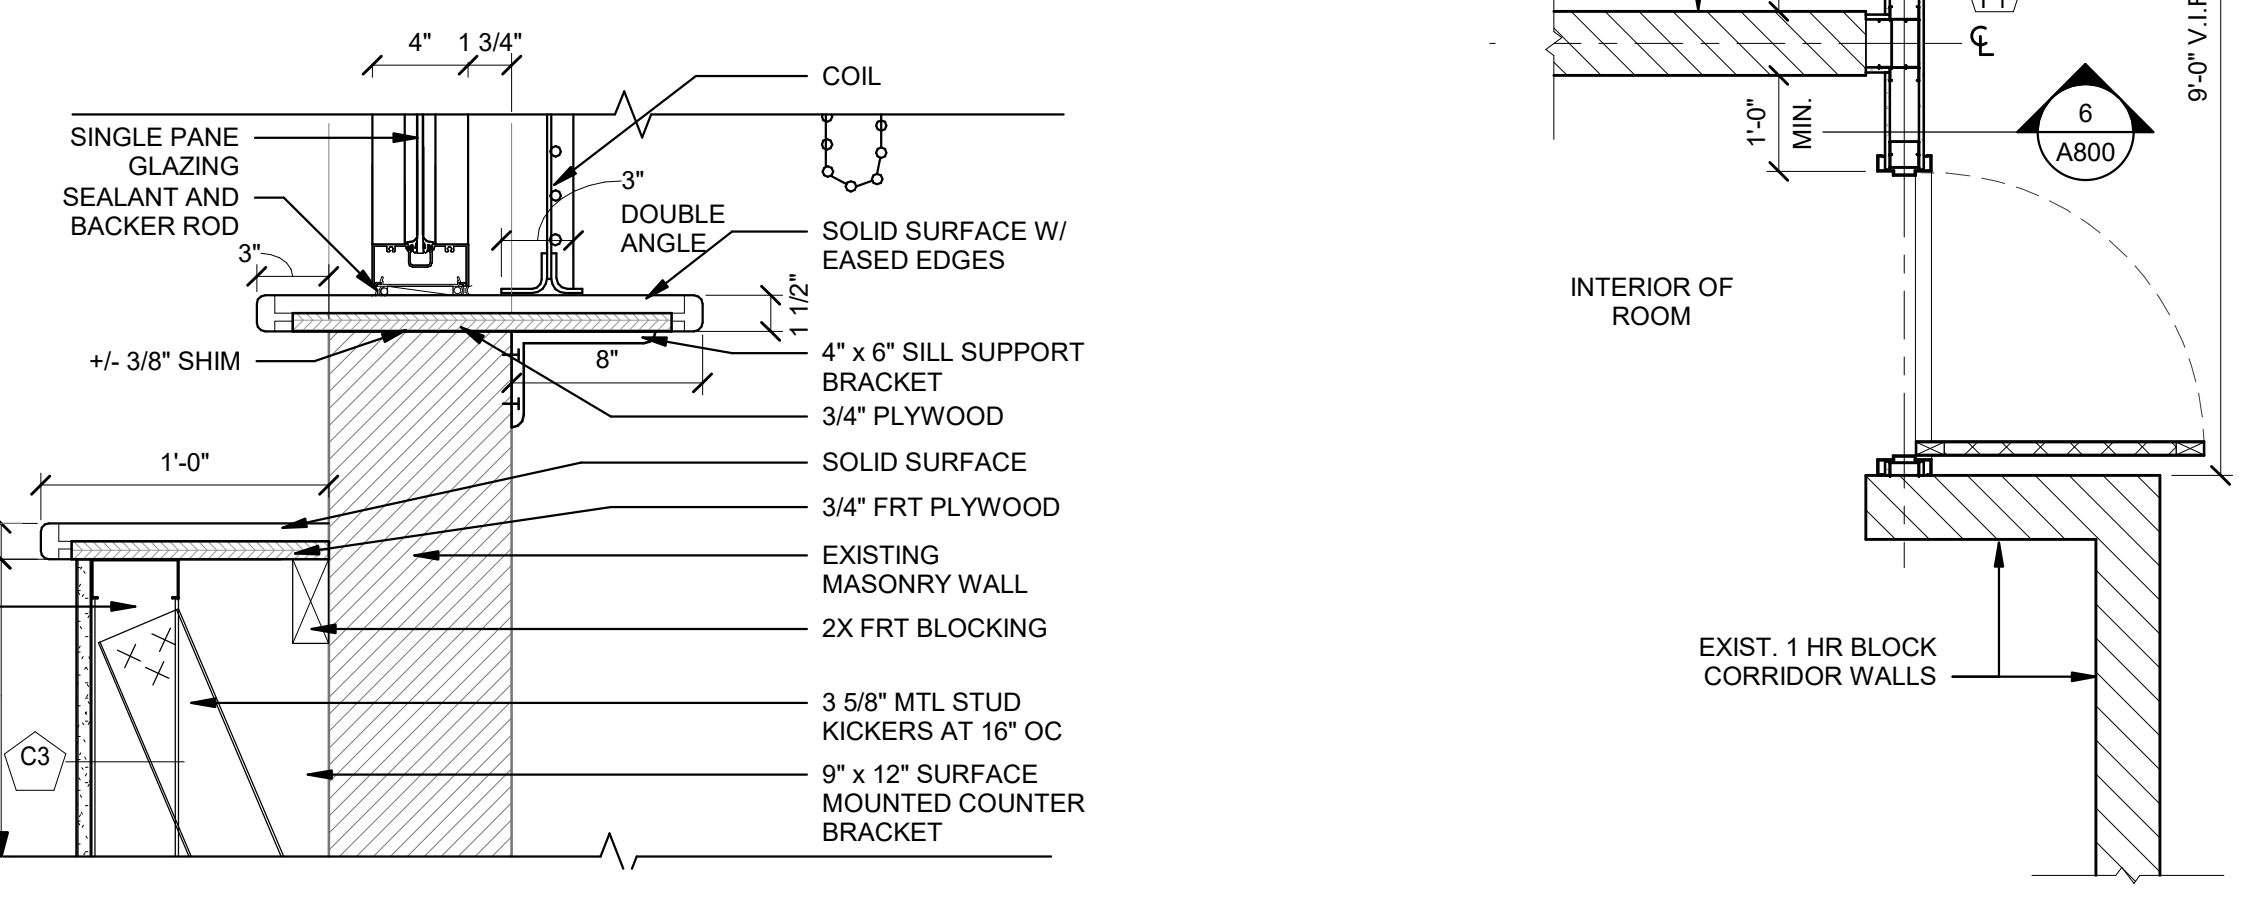 4" 1 3/4"
COIL
SINGLE PANE
GLAZING
SEALANT AND
BACKER ROD
3"
3"
DOUBLE
ANGLE
SOLID SURFACE W/
EASED EDGES
1 1/2"
+/- 3/8" SHIM
8"
4" x 6" SILL SUPPORT
BRACKET
3/4" PLYWOOD
1'-0"
SOLID SURFACE
3/4" FRT PLYWOOD
EXISTING
MASONRY WALL
2X FRT BLOCKING
3 5/8" MTL STUD
KICKERS AT 16" OC
C3
9" x 12" SURFACE
MOUNTED COUNTER
BRACKET
℄
9'-0" V.I.F
1'-0"
MIN.
6
A800
INTERIOR OF
ROOM
EXIST. 1 HR BLOCK
CORRIDOR WALLS